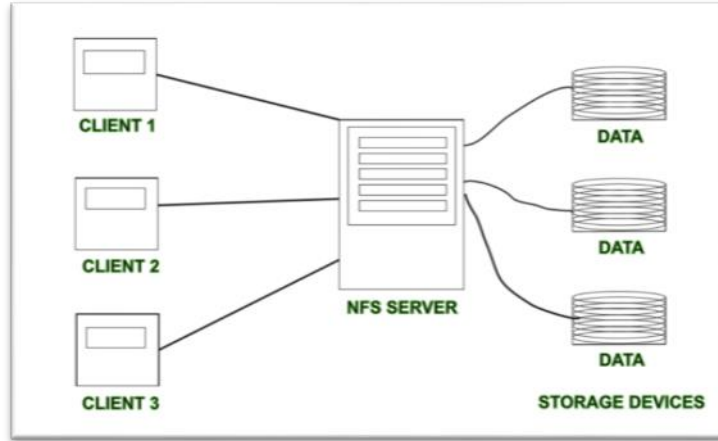 CLIENT 1
CLIENT 2
CLIENT 3
NFS SERVER
DATA
DATA
DATA
STORAGE DEVICES